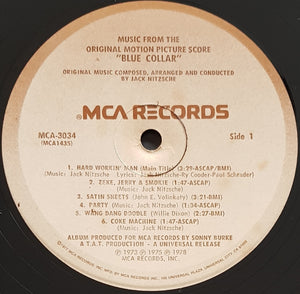 MUSIC FROM THE
ORIGINAL MOTION PICTURE SCORE
"BLUE COLLAR"
ORIGINAL MUSIC COMPOSED, ARRANGED AND CONDUCTED
BY JACK NITZSCHE
MCA RECORDS
MCA-3034
(MCA1435)
Side 1
1. HARD WORKIN' MAN (Main Title) (3:29-ASCAP/BMI)
(Music: Jack Nitzsche Lyrics: Jack Nitzsche-Ry Cooder-Paul Schrader)
2. ZEKE, JERRY & SMOKIE (1:47-ASCAP)
(Music: Jack Nitzsche)
3. SATIN SHEETS (John E. Volinkaty) (3:21-BMI)
4. PARTY (Music: Jack Nitzsche) (1:47-ASCAP)
5. WANG DANG DOODLE (Willie Dixon) (2:27-BMI)
6. COKE MACHINE (1:47-ASCAP)
(Music: Jack Nitzsche)
ALBUM PRODUCED FOR MCA RECORDS BY SONNY BURKE
A T.A.T. PRODUCTION - A UNIVERSAL RELEASE
℗ 1973 ℗ 1975 ℗ 1978
MCA RECORDS, INC.